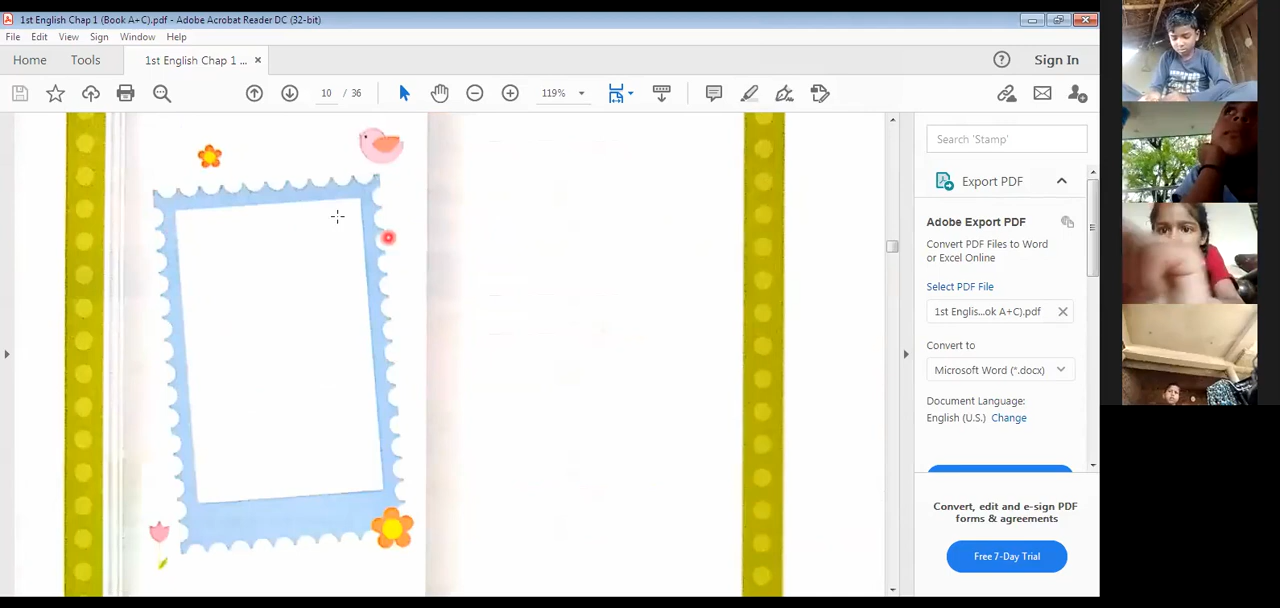 1st English Chap 1 (Book A+C).pdf - Adobe Acrobat Reader DC (32-bit)
File Edit View Sign Window Help
Home Tools 1st English Chap 1 ... × Sign In
10 / 36 119%
Search 'Stamp'
Export PDF
Adobe Export PDF
Convert PDF Files to Word
or Excel Online
Select PDF File
1st Englis...ok A+C).pdf
Convert to
Microsoft Word (*.docx)
Document Language:
English (U.S.) Change
Convert, edit and e-sign PDF
forms & agreements
Free 7-Day Trial